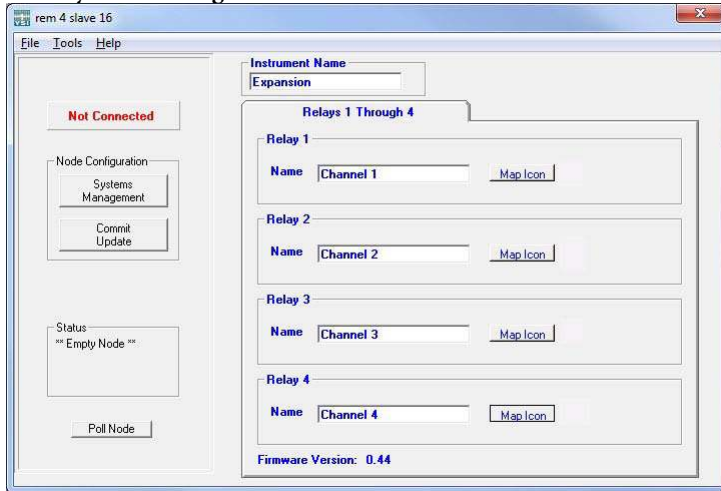 rem 4 slave 16
File Tools Help
Not Connected
Node Configuration
Systems
Management
Commit
Update
Status
** Empty Node **
Poll Node
Instrument Name
Expansion
Relays 1 Through 4
Relay 1
Name Channel 1 Map Icon
Relay 2
Name Channel 2 Map Icon
Relay 3
Name Channel 3 Map Icon
Relay 4
Name Channel 4 Map Icon
Firmware Version: 0.44